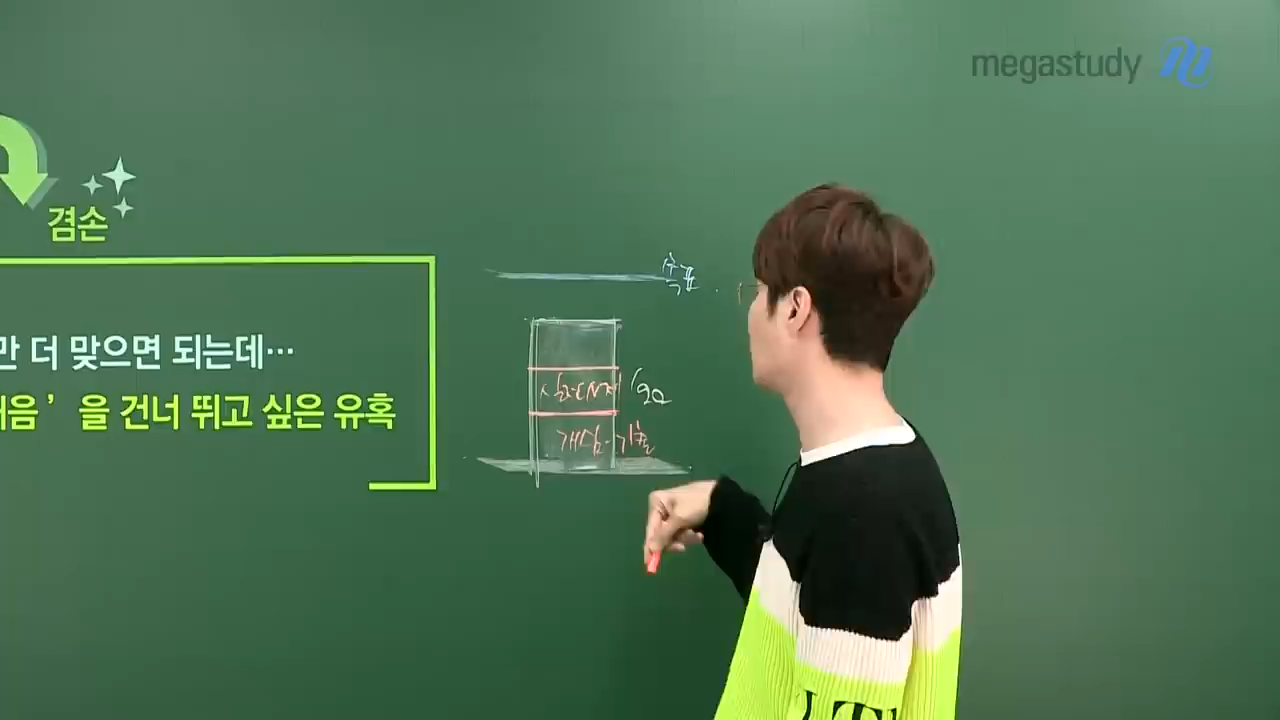 megastudy
겸손
만 더 맞으면 되는데…
음’ 을 건너 뛰고 싶은 유혹
목표
개념-기출